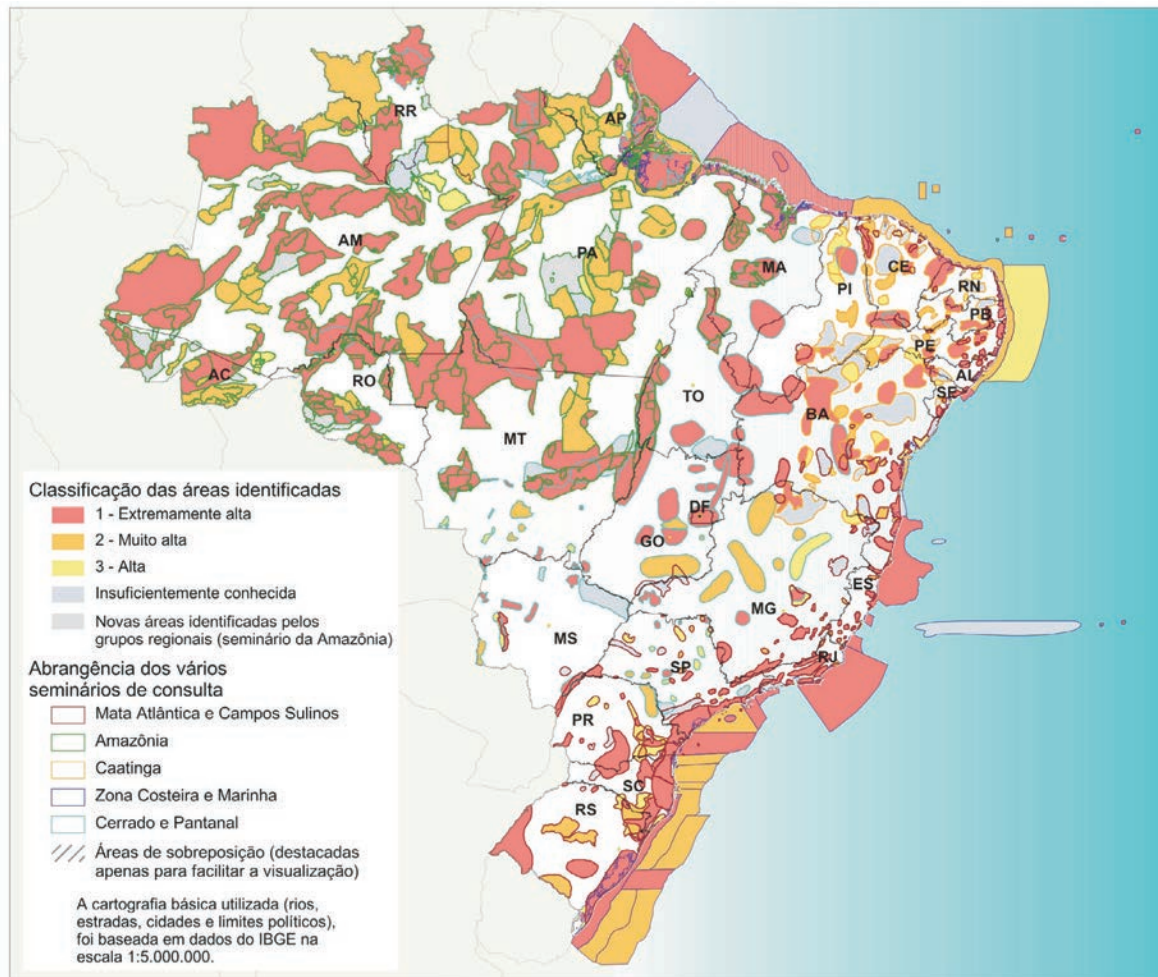 RR
AP
AM
PA
MA
CE
RN
PI
PB
PE
AL
SE
AC
RO
TO
BA
MT
DF
GO
ES
MG
MS
SP
RJ
PR
SC
RS
Classificação das áreas identificadas
1 - Extremamente alta
2 - Muito alta
3 - Alta
Insuficientemente conhecida
Novas áreas identificadas pelos
grupos regionais (seminário da Amazônia)
Abrangência dos vários
seminários de consulta
Mata Atlântica e Campos Sulinos
Amazônia
Caatinga
Zona Costeira e Marinha
Cerrado e Pantanal
Áreas de sobreposição (destacadas
apenas para facilitar a visualização)
A cartografia básica utilizada (rios,
estradas, cidades e limites políticos),
foi baseada em dados do IBGE na
escala 1:5.000.000.